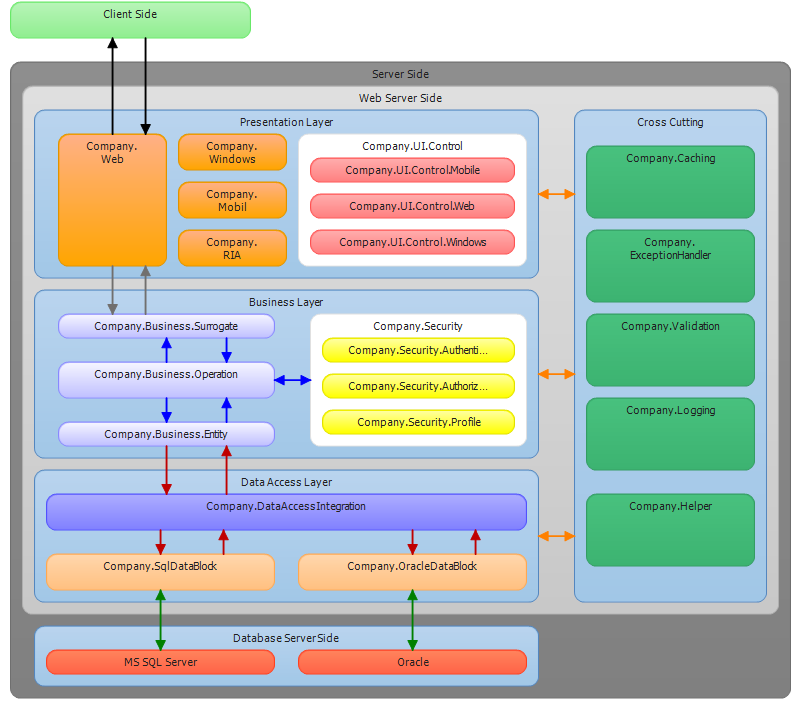 Client Side
Server Side
Web Server Side
Presentation Layer
Cross Cutting
Company.
Web
Company.
Windows
Company.
Mobil
Company.
RIA
Company.UI.Control
Company.UI.Control.Mobile
Company.UI.Control.Web
Company.UI.Control.Windows
Company.Caching
Company.
ExceptionHandler
Company.Validation
Company.Logging
Company.Helper
Business Layer
Company.Business.Surrogate
Company.Business.Operation
Company.Business.Entity
Company.Security
Company.Security.Authenti...
Company.Security.Authoriz...
Company.Security.Profile
Data Access Layer
Company.DataAccessIntegration
Company.SqlDataBlock
Company.OracleDataBlock
Database ServerSide
MS SQL Server
Oracle